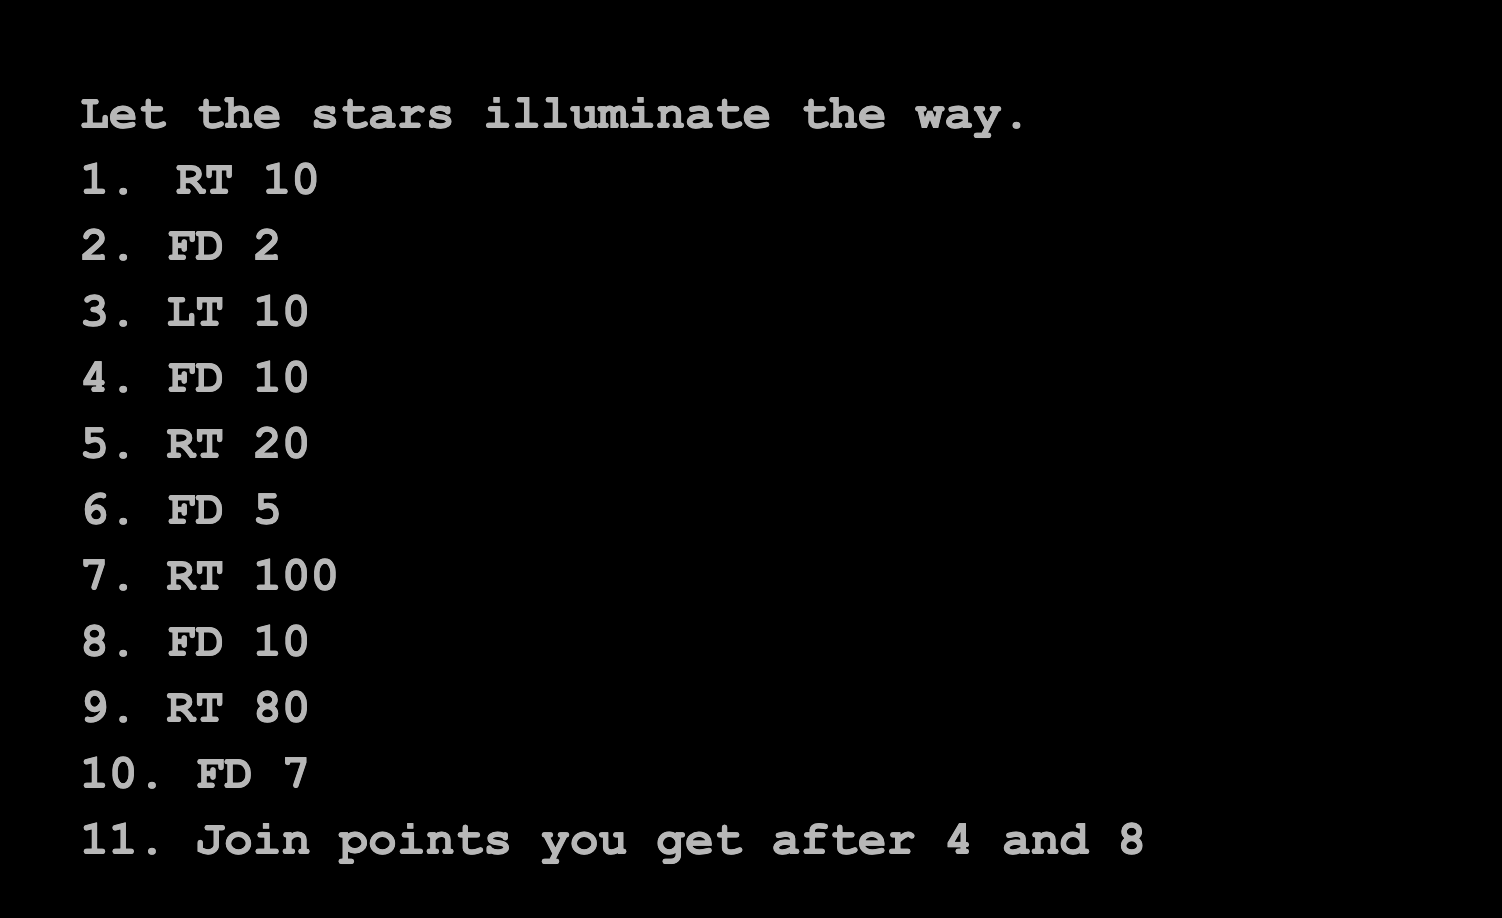 Let the stars illuminate the way.
1. RT 10
2. FD 2
3. LT 10
4. FD 10
5. RT 20
6. FD 5
7. RT 100
8. FD 10
9. RT 80
10. FD 7
11. Join points you get after 4 and 8